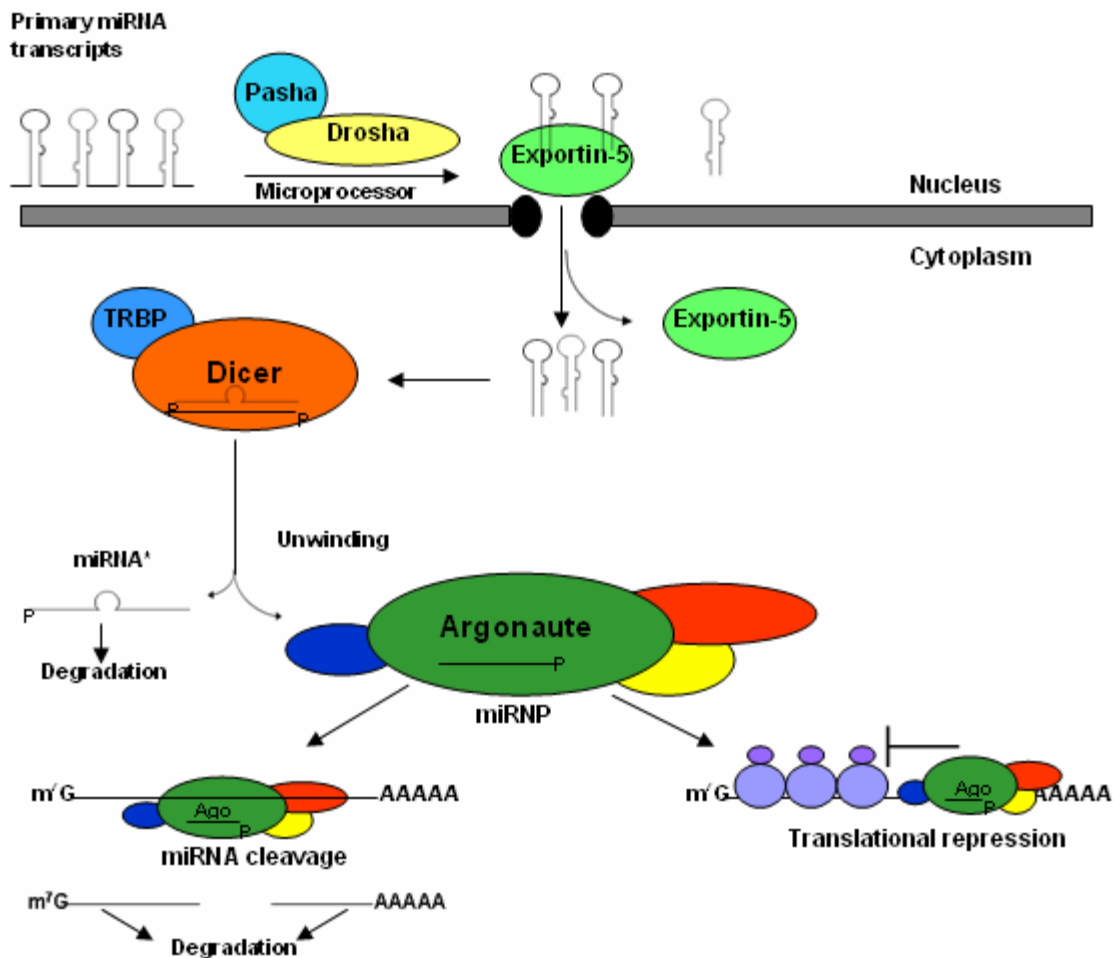 Primary miRNA
transcripts
Pasha
Drosha
Microprocessor
Exportin-5
Nucleus
Cytoplasm
Exportin-5
TRBP
Dicer
P
P
Unwinding
miRNA*
P
Degradation
Argonaute
P
miRNP
m⁷G
Ago
P
AAAAA
miRNA cleavage
m⁷G
AAAAA
Degradation
m⁷G
Ago
P
AAAAA
Translational repression